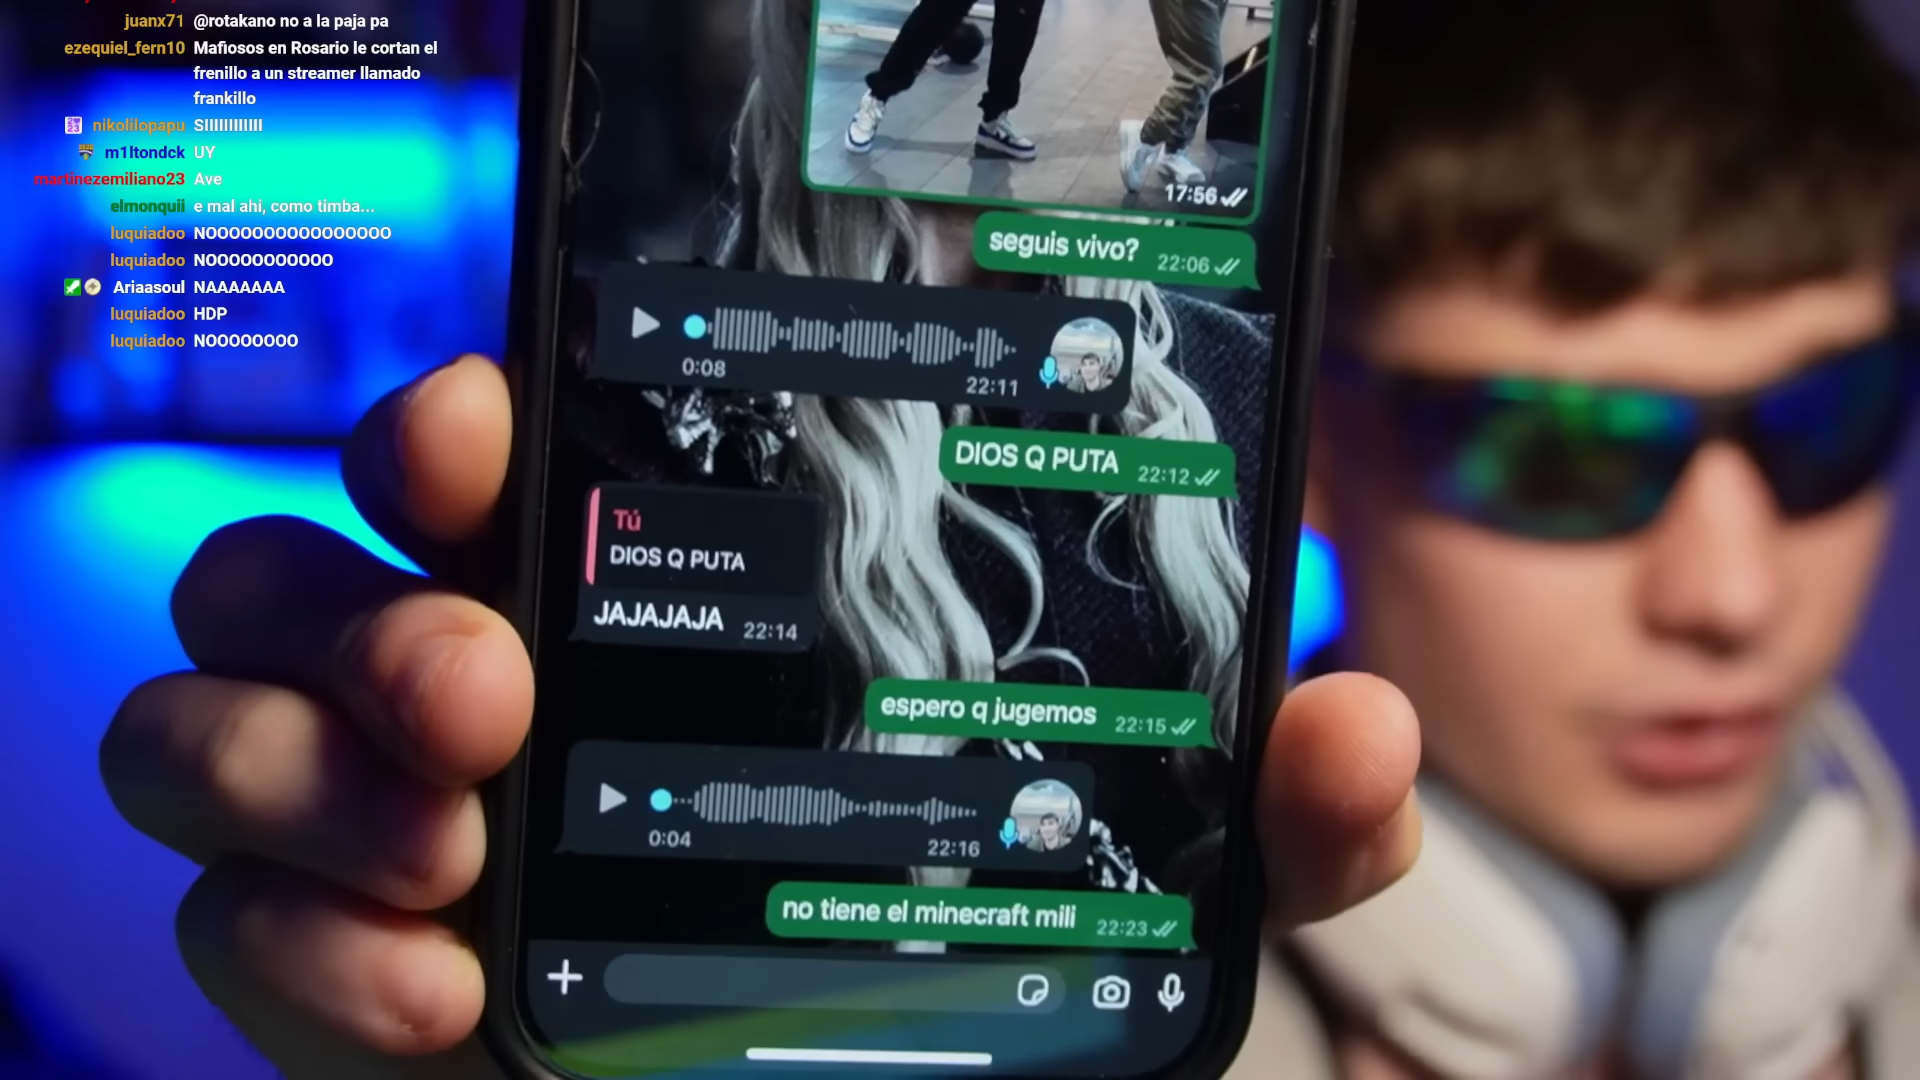 juanx71 @rotakano no a la paja pa
ezequiel_fern10 Mafiosos en Rosario le cortan el
frenillo a un streamer llamado
frankillo
nikolilopapu SIIIIIIIIIIII
m1ltondck UY
martinezemiliano23 Ave
elmonquii e mal ahi, como timba...
luquiadoo NOOOOOOOOOOOOOOOO
luquiadoo NOOOOOOOOOOO
Ariaasoul NAAAAAAA
luquiadoo HDP
luquiadoo NOOOOOOOO
17:56
seguis vivo? 22:06
0:08 22:11
DIOS Q PUTA 22:12
Tú
DIOS Q PUTA
JAJAJAJA 22:14
espero q jugemos 22:15
0:04 22:16
no tiene el minecraft mili 22:23